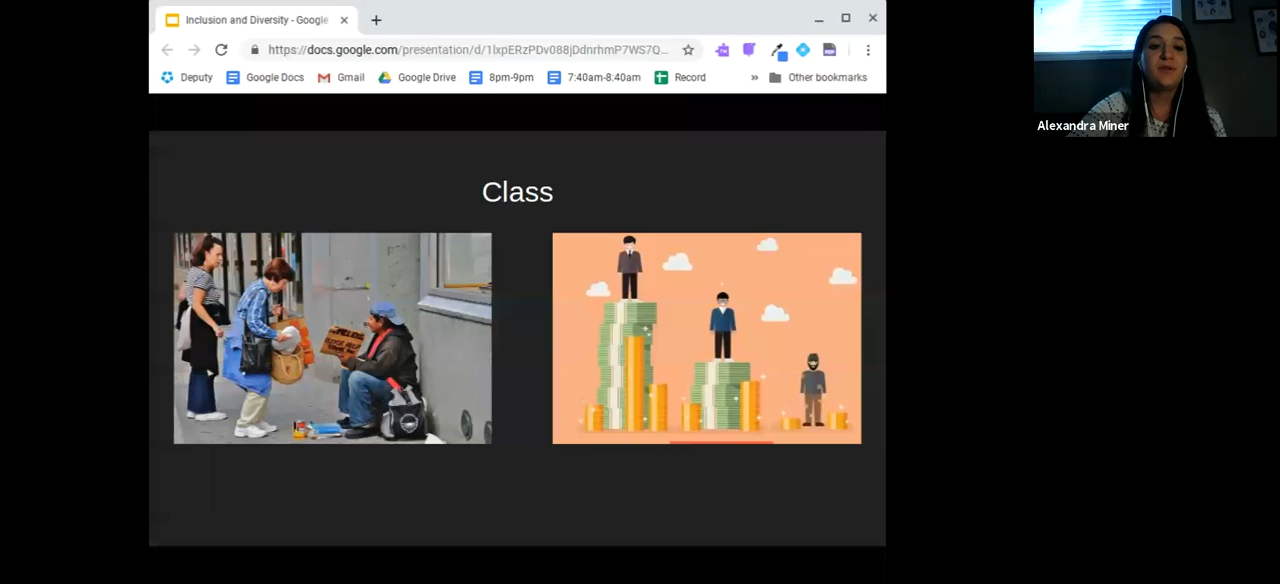 Inclusion and Diversity - Google
https://docs.google.com/presentation/d/1lxpERzPDv088jDdnrhmP7WS7Q...
Deputy Google Docs Gmail Google Drive 8pm-9pm 7:40am-8:40am Record » Other bookmarks
Alexandra Miner
Class